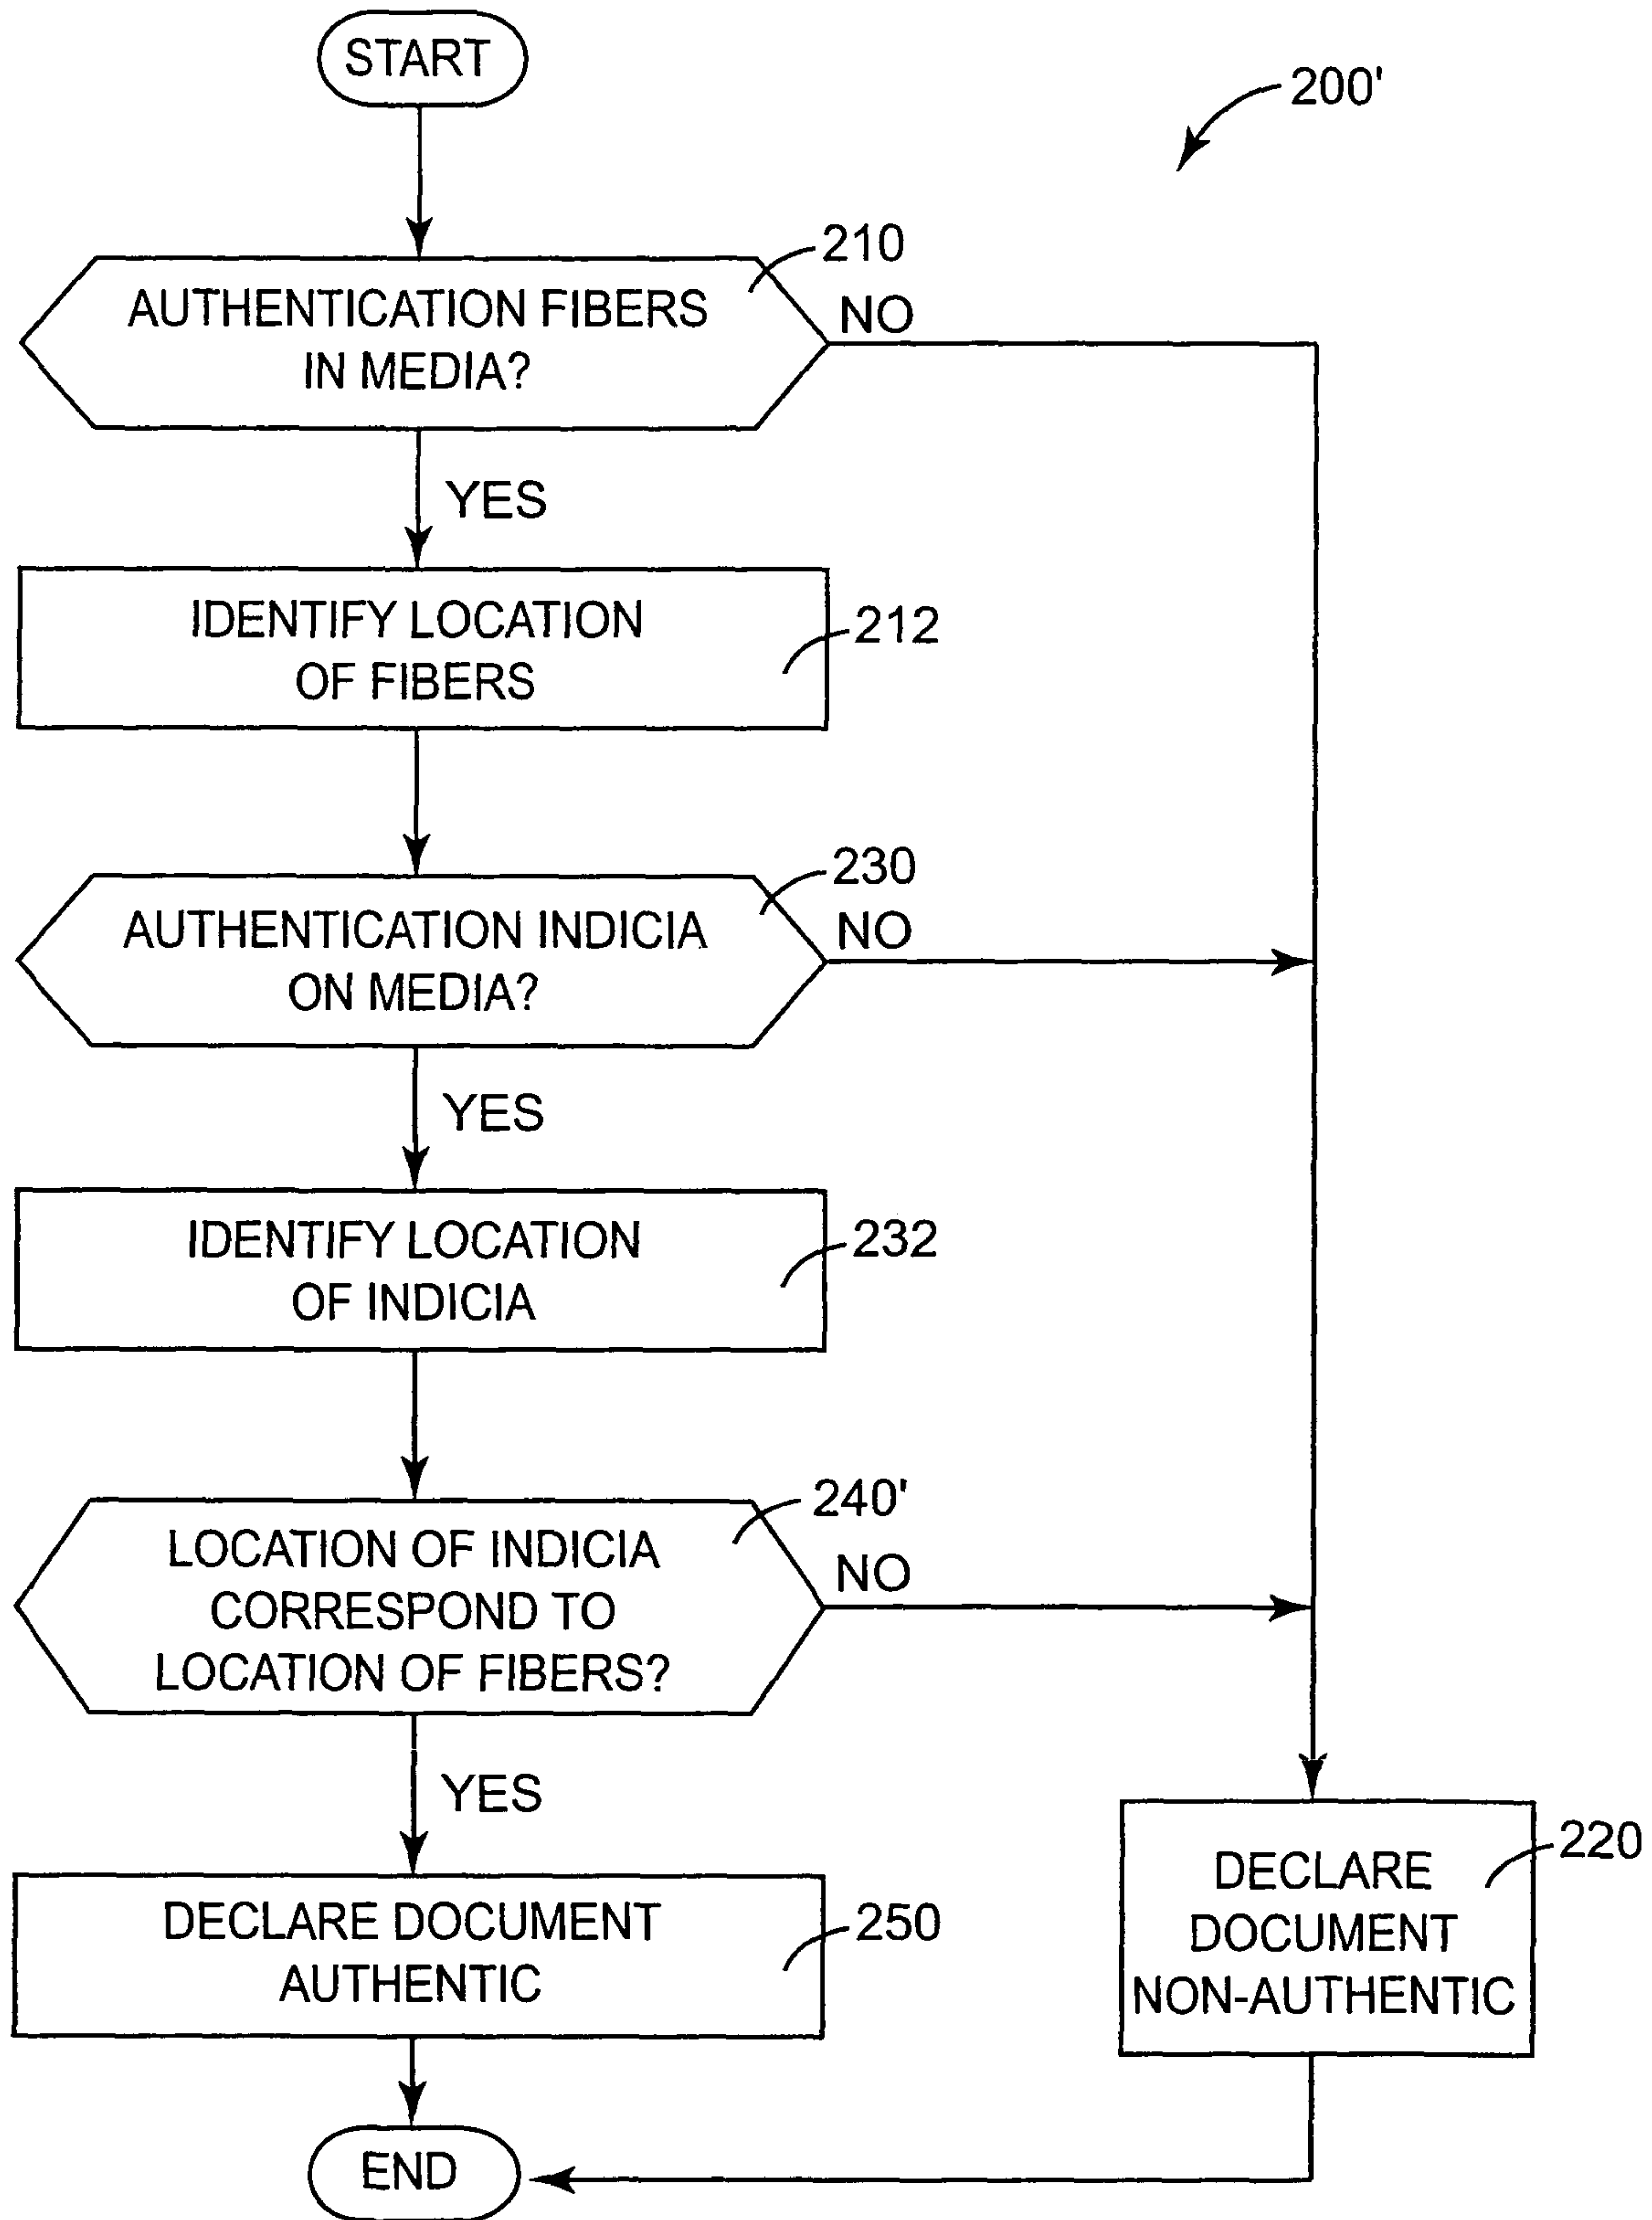 START
200'
210
AUTHENTICATION FIBERS
IN MEDIA?
NO
YES
IDENTIFY LOCATION
OF FIBERS
212
230
AUTHENTICATION INDICIA
ON MEDIA?
NO
YES
IDENTIFY LOCATION
OF INDICIA
232
240'
LOCATION OF INDICIA
CORRESPOND TO
LOCATION OF FIBERS?
NO
YES
DECLARE DOCUMENT
AUTHENTIC
250
DECLARE
DOCUMENT
NON-AUTHENTIC
220
END